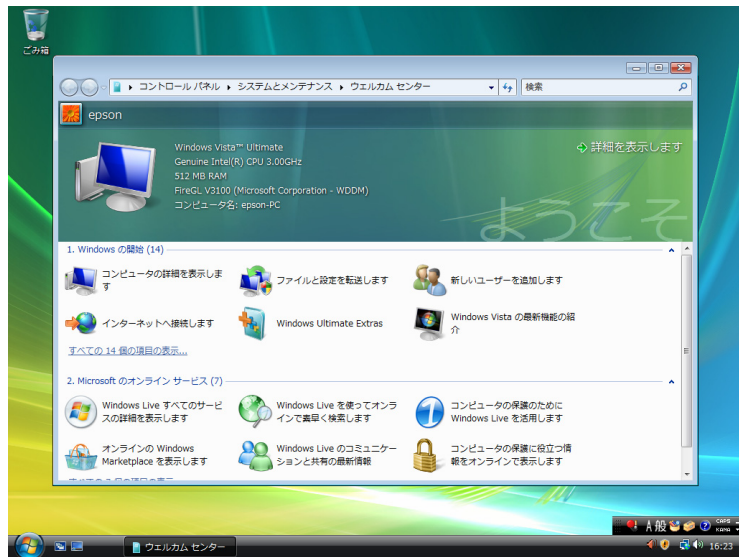 ごみ箱
コントロール パネル ▸ システムとメンテナンス ▸ ウェルカム センター
検索
epson
Windows Vista™ Ultimate
Genuine Intel(R) CPU 3.00GHz
512 MB RAM
FireGL V3100 (Microsoft Corporation - WDDM)
コンピュータ名: epson-PC
詳細を表示します
ようこそ
1. Windows の開始 (14)
コンピュータの詳細を表示しま
す
ファイルと設定を転送します
新しいユーザーを追加します
インターネットへ接続します
Windows Ultimate Extras
Windows Vista の最新機能の紹
介
すべての 14 個の項目の表示...
2. Microsoft のオンライン サービス (7)
Windows Live すべてのサービ
スの詳細を表示します
Windows Live を使ってオンラ
インで素早く検索します
コンピュータの保護のために
Windows Live を活用します
オンラインの Windows
Marketplace を表示します
Windows Live のコミュニケー
ションと共有の最新情報
コンピュータの保護に役立つ情
報をオンラインで表示します
A 般
CAPS
KANA
ウェルカム センター
16:23